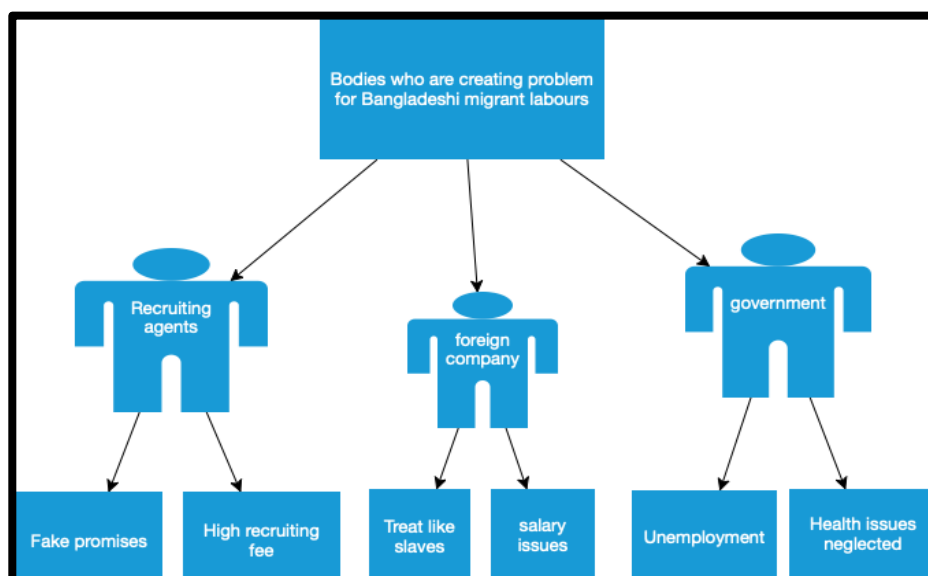 Bodies who are creating problem
for Bangladeshi migrant labours
Recruiting
agents
foreign
company
government
Fake promises
High recruiting
fee
Treat like
slaves
salary
issues
Unemployment
Health issues
neglected